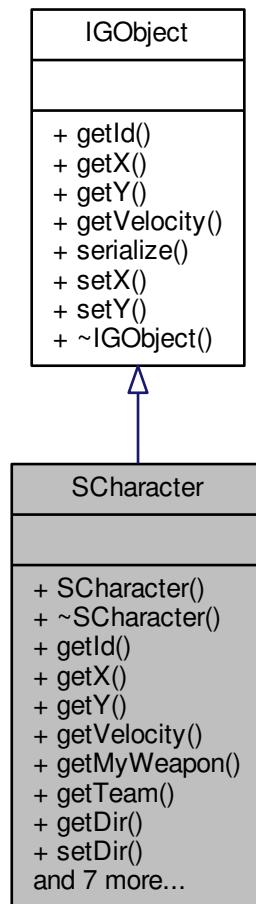 IGObject
+ getId()
+ getX()
+ getY()
+ getVelocity()
+ serialize()
+ setX()
+ setY()
+ ~IGObject()
SCharacter
+ SCharacter()
+ ~SCharacter()
+ getId()
+ getX()
+ getY()
+ getVelocity()
+ getMyWeapon()
+ getTeam()
+ getDir()
+ setDir()
and 7 more...